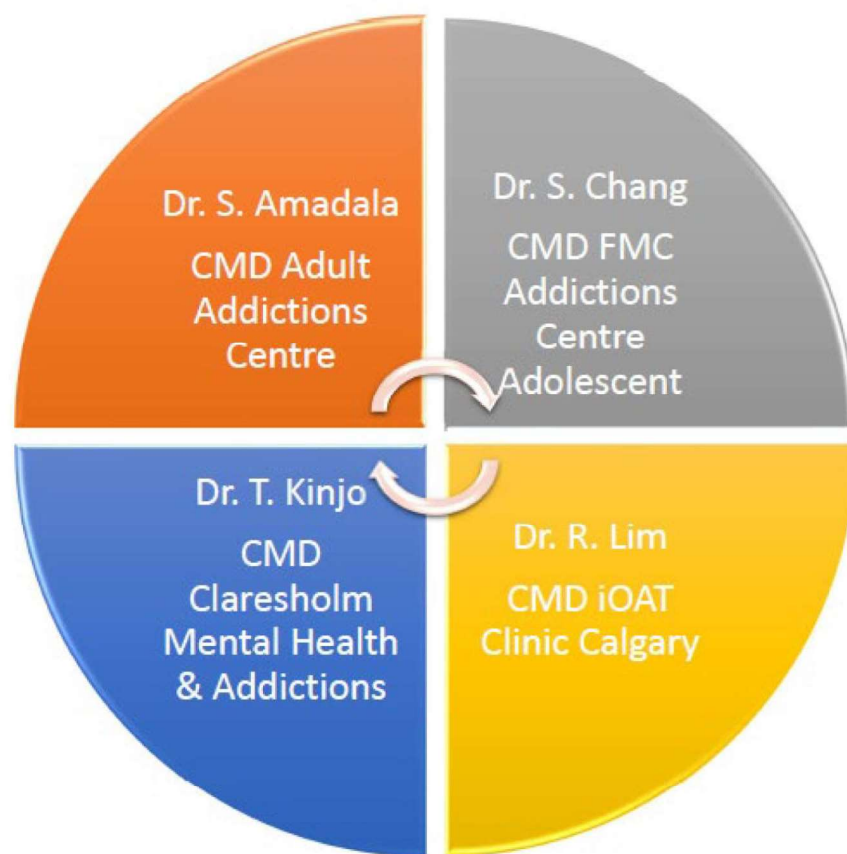 Dr. S. Amadala
CMD Adult
Addictions
Centre
Dr. S. Chang
CMD FMC
Addictions
Centre
Adolescent
Dr. T. Kinjo
CMD
Claresholm
Mental Health
& Addictions
Dr. R. Lim
CMD iOAT
Clinic Calgary